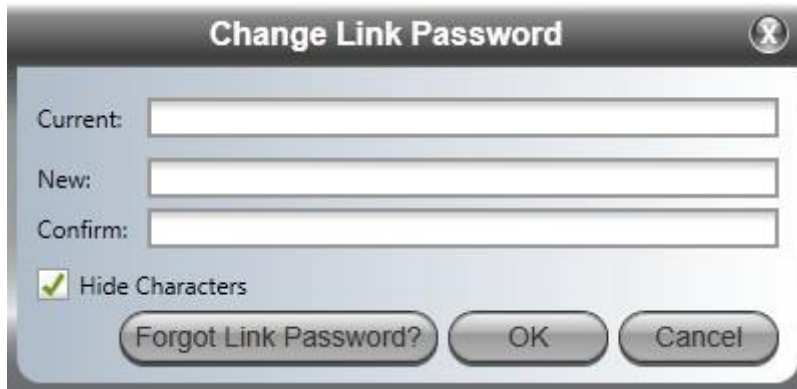 Change Link Password X
Current:
New:
Confirm:
Hide Characters
Forgot Link Password? OK Cancel